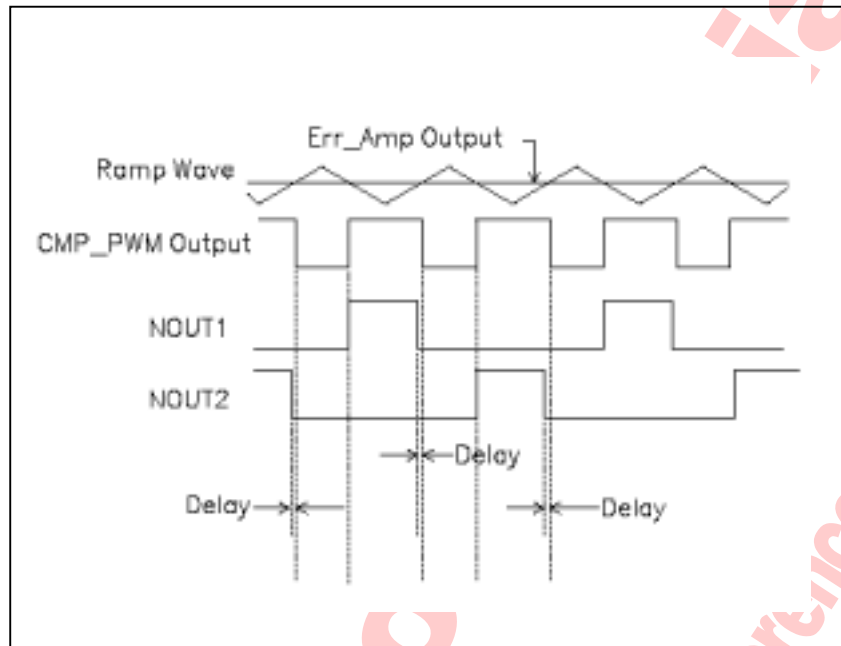 Err_Amp Output
Ramp Wave
CMP_PWM Output
NOUT1
NOUT2
Delay
Delay
Delay